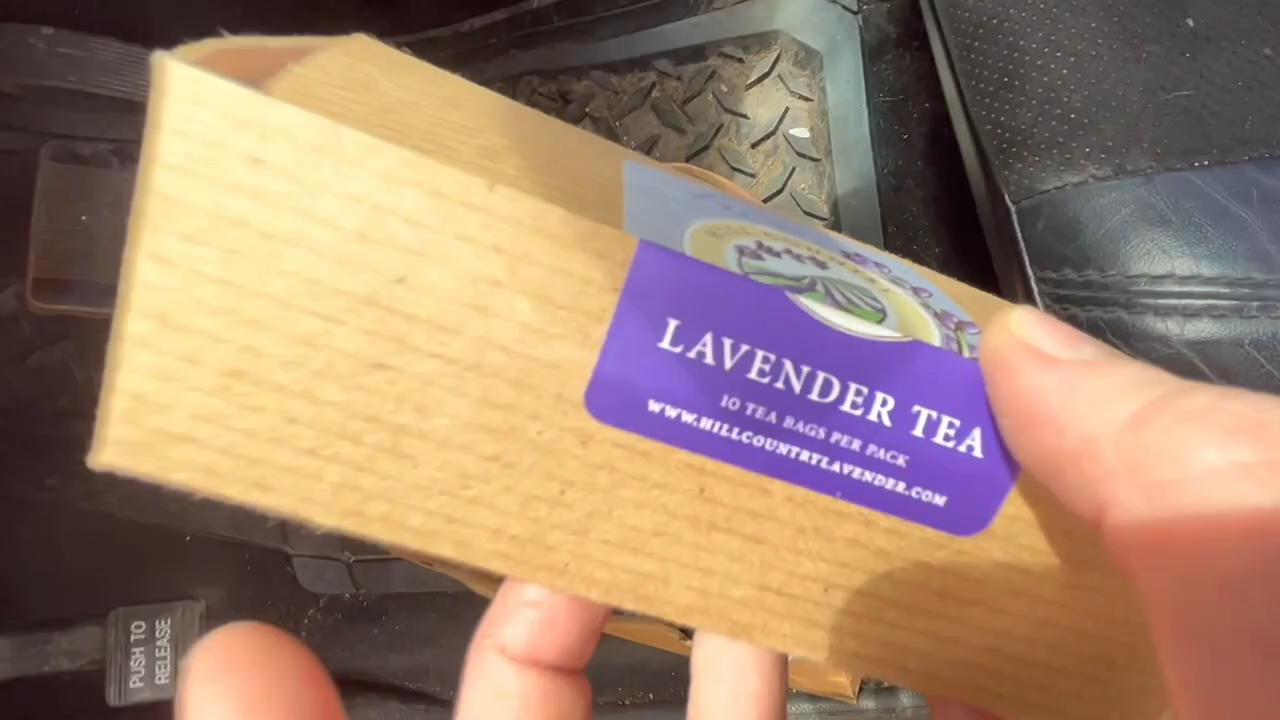 LAVENDER TEA
10 TEA BAGS PER PACK
WWW.HILLCOUNTRYLAVENDER.COM
PUSH TO
RELEASE